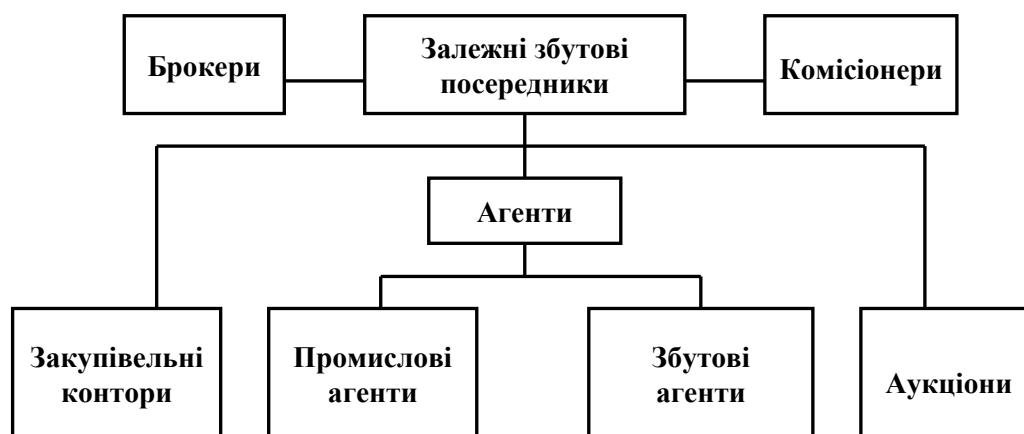 Брокери
Залежні збутові
посередники
Комісіонери
Агенти
Закупівельні
контори
Промислові
агенти
Збутові
агенти
Аукціони